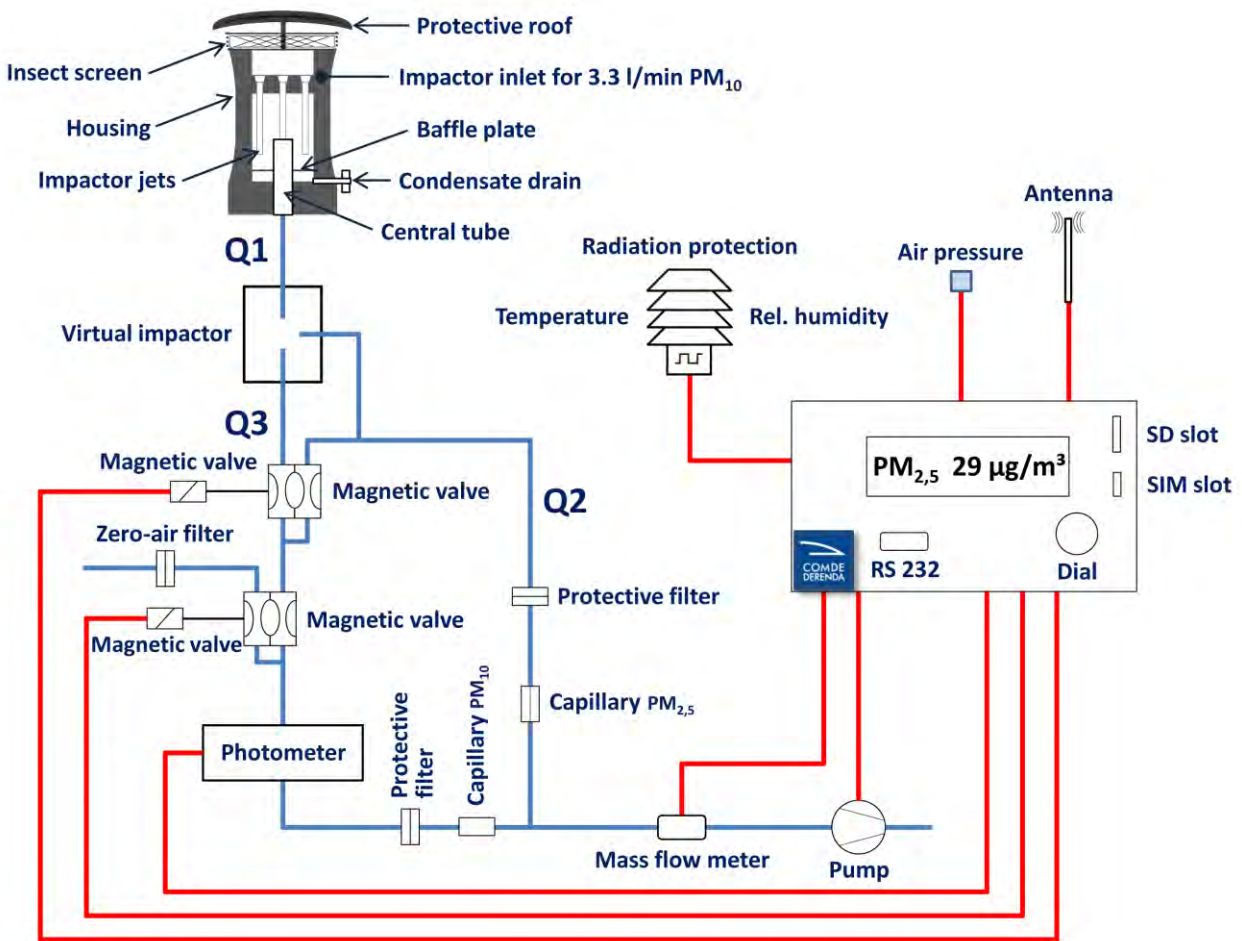 Protective roof
Insect screen
Impactor inlet for 3.3 l/min PM10
Housing
Baffle plate
Impactor jets
Condensate drain
Central tube
Q1
Antenna
Radiation protection
Air pressure
Virtual impactor
Temperature
Rel. humidity
Q3
SD slot
PM2,5 29 µg/m³
Magnetic valve
Magnetic valve
SIM slot
Q2
Zero-air filter
COMDE
DERENDA
RS 232
Dial
Protective filter
Magnetic valve
Magnetic valve
Capillary PM2,5
Photometer
Protective
filter
Capillary PM10
Mass flow meter
Pump